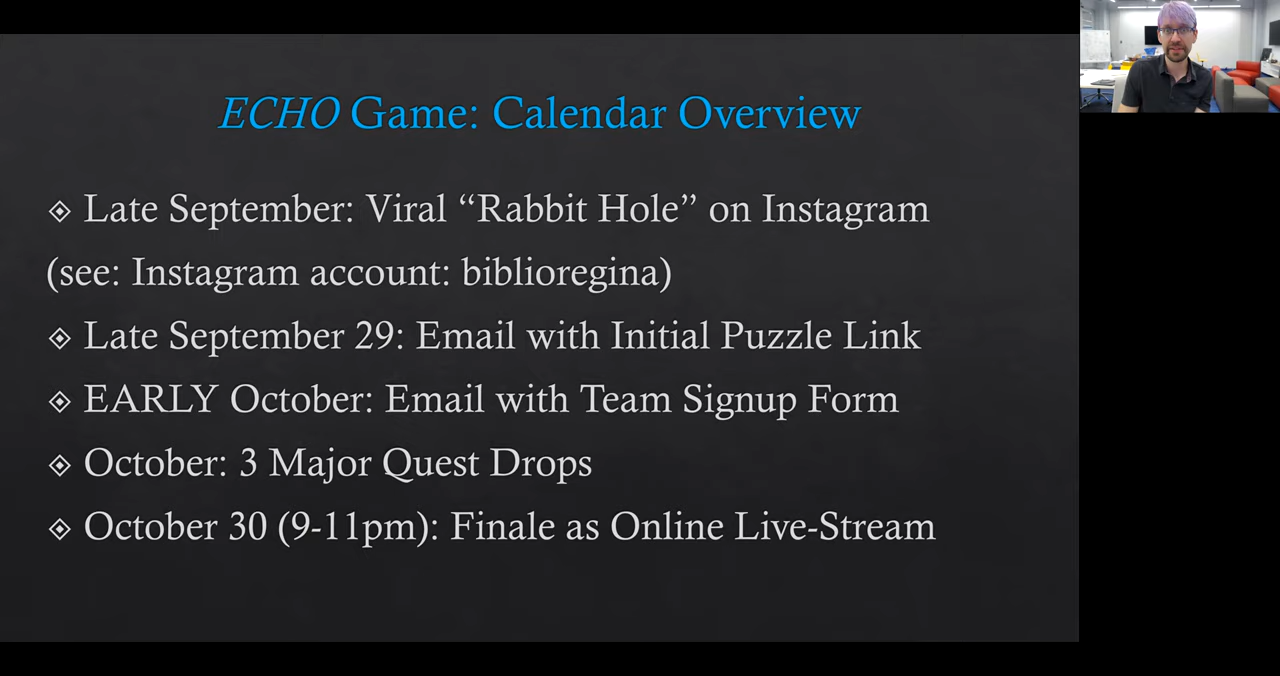 ECHO Game: Calendar Overview
Late September: Viral “Rabbit Hole” on Instagram
(see: Instagram account: biblioregina)
Late September 29: Email with Initial Puzzle Link
EARLY October: Email with Team Signup Form
October: 3 Major Quest Drops
October 30 (9-11pm): Finale as Online Live-Stream